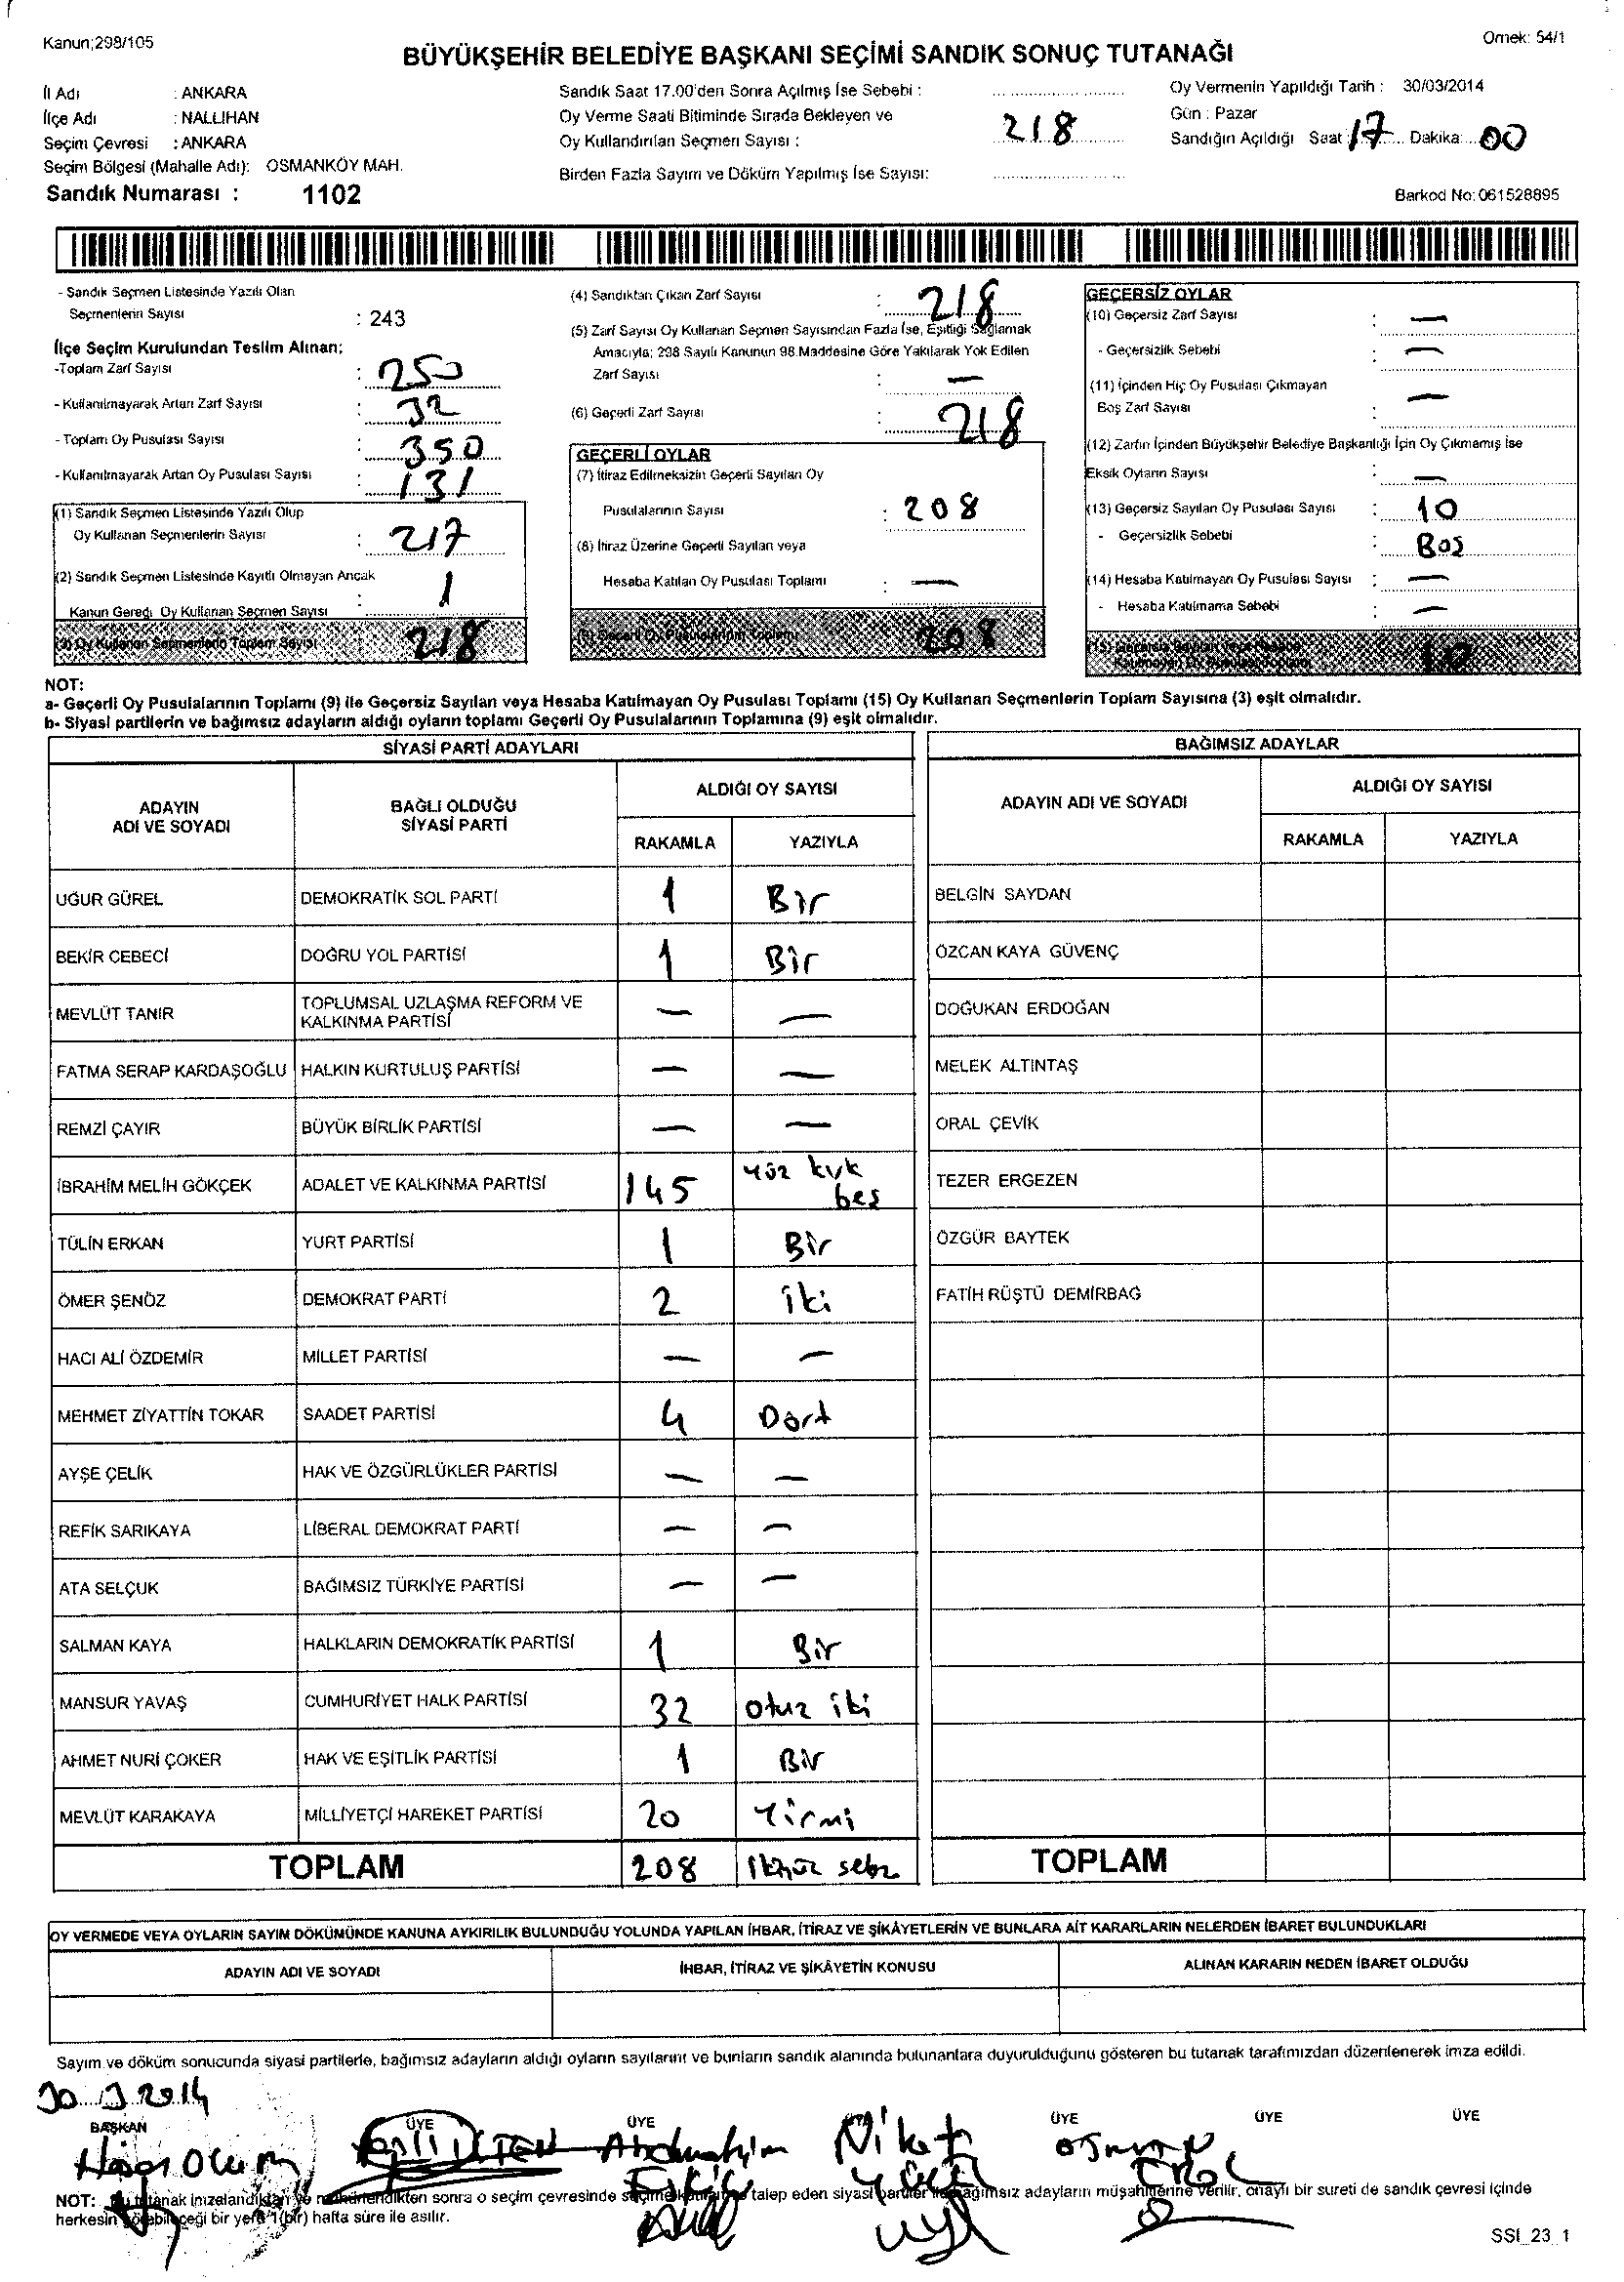 Kanun;298/105
Örnek: 54/1
BÜYÜKŞEHİR BELEDİYE BAŞKANI SEÇİMİ SANDIK SONUÇ TUTANAĞI
İl Adı : ANKARA
İlçe Adı : NALLIHAN
Seçim Çevresi : ANKARA
Seçim Bölgesi (Mahalle Adı): OSMANKÖY MAH.
Sandık Numarası : 1102
Sandık Saat 17.00'den Sonra Açılmış İse Sebebi :
Oy Verme Saati Bitiminde Sırada Bekleyen ve
Oy Kullandırılan Seçmen Sayısı : 218
Birden Fazla Sayım ve Döküm Yapılmış İse Sayısı:
Oy Vermenin Yapıldığı Tarih : 30/03/2014
Gün : Pazar
Sandığın Açıldığı Saat 17 Dakika: 00
Barkod No: 061528895
- Sandık Seçmen Listesinde Yazılı Olan
Seçmenlerin Sayısı : 243
İlçe Seçim Kurulundan Teslim Alınan;
-Toplam Zarf Sayısı : 250
- Kullanılmayarak Artan Zarf Sayısı : 32
- Toplam Oy Pusulası Sayısı : 350
- Kullanılmayarak Artan Oy Pusulası Sayısı : 131
(1) Sandık Seçmen Listesinde Yazılı Olup
Oy Kullanan Seçmenlerin Sayısı : 217
(2) Sandık Seçmen Listesinde Kayıtlı Olmayan Ancak
Kanun Gereği Oy Kullanan Seçmen Sayısı : 1
(3) Oy Kullanan Seçmenlerin Toplam Sayısı 218
(4) Sandıktan Çıkan Zarf Sayısı : 218
(5) Zarf Sayısı Oy Kullanan Seçmen Sayısından Fazla İse, Eşitliği Sağlamak
Amacıyla; 298 Sayılı Kanunun 98.Maddesine Göre Yakılarak Yok Edilen
Zarf Sayısı : —
(6) Geçerli Zarf Sayısı : 218
GEÇERLİ OYLAR
(7) İtiraz Edilmeksizin Geçerli Sayılan Oy
Pusulalarının Sayısı : 208
(8) İtiraz Üzerine Geçerli Sayılan veya
Hesaba Katılan Oy Pusulası Toplamı : —
(9) Geçerli Oy Pusulalarının Toplamı 208
GEÇERSİZ OYLAR
(10) Geçersiz Zarf Sayısı : —
- Geçersizlik Sebebi : —
(11) İçinden Hiç Oy Pusulası Çıkmayan
Boş Zarf Sayısı : —
(12) Zarfın İçinden Büyükşehir Belediye Başkanlığı İçin Oy Çıkmamış İse
Eksik Oyların Sayısı : —
(13) Geçersiz Sayılan Oy Pusulası Sayısı : 10
- Geçersizlik Sebebi : Boş
(14) Hesaba Katılmayan Oy Pusulası Sayısı : —
- Hesaba Katılmama Sebebi : —
(15) Geçersiz Sayılan veya Hesaba
Katılmayan Oy Pusulası Toplamı 10
NOT:
a- Geçerli Oy Pusulalarının Toplamı (9) ile Geçersiz Sayılan veya Hesaba Katılmayan Oy Pusulası Toplamı (15) Oy Kullanan Seçmenlerin Toplam Sayısına (3) eşit olmalıdır.
b- Siyasi partilerin ve bağımsız adayların aldığı oyların toplamı Geçerli Oy Pusulalarının Toplamına (9) eşit olmalıdır.
SİYASİ PARTİ ADAYLARI
ADAYIN ADI VE SOYADI
BAĞLI OLDUĞU SİYASİ PARTİ
ALDIĞI OY SAYISI
RAKAMLA YAZIYLA
UĞUR GÜREL DEMOKRATİK SOL PARTİ 1 Bir
BEKİR CEBECİ DOĞRU YOL PARTİSİ 1 Bir
MEVLÜT TANIR TOPLUMSAL UZLAŞMA REFORM VE KALKINMA PARTİSİ — —
FATMA SERAP KARDAŞOĞLU HALKIN KURTULUŞ PARTİSİ — —
REMZİ ÇAYIR BÜYÜK BİRLİK PARTİSİ — —
İBRAHİM MELİH GÖKÇEK ADALET VE KALKINMA PARTİSİ 145 Yüz kırk beş
TÜLİN ERKAN YURT PARTİSİ 1 Bir
ÖMER ŞENÖZ DEMOKRAT PARTİ 2 iki
HACI ALİ ÖZDEMİR MİLLET PARTİSİ — —
MEHMET ZİYATTİN TOKAR SAADET PARTİSİ 4 Dört
AYŞE ÇELİK HAK VE ÖZGÜRLÜKLER PARTİSİ — —
REFİK SARIKAYA LİBERAL DEMOKRAT PARTİ — —
ATA SELÇUK BAĞIMSIZ TÜRKİYE PARTİSİ — —
SALMAN KAYA HALKLARIN DEMOKRATİK PARTİSİ 1 Bir
MANSUR YAVAŞ CUMHURİYET HALK PARTİSİ 32 otuz iki
AHMET NURİ ÇOKER HAK VE EŞİTLİK PARTİSİ 1 Bir
MEVLÜT KARAKAYA MİLLİYETÇİ HAREKET PARTİSİ 20 Yirmi
TOPLAM 208
BAĞIMSIZ ADAYLAR
ADAYIN ADI VE SOYADI
ALDIĞI OY SAYISI
RAKAMLA YAZIYLA
BELGİN SAYDAN
ÖZCAN KAYA GÜVENÇ
DOĞUKAN ERDOĞAN
MELEK ALTINTAŞ
ORAL ÇEVİK
TEZER ERGEZEN
ÖZGÜR BAYTEK
FATİH RÜŞTÜ DEMİRBAĞ
TOPLAM
OY VERMEDE VEYA OYLARIN SAYIM DÖKÜMÜNDE KANUNA AYKIRILIK BULUNDUĞU YOLUNDA YAPILAN İHBAR, İTİRAZ VE ŞİKÂYETLERİN VE BUNLARA AİT KARARLARIN NELERDEN İBARET BULUNDUKLARI
ADAYIN ADI VE SOYADI İHBAR, İTİRAZ VE ŞİKÂYETİN KONUSU ALINAN KARARIN NEDEN İBARET OLDUĞU
Sayım ve döküm sonucunda siyasi partilerle, bağımsız adayların aldığı oyların sayılarını ve bunların sandık alanında bulunanlara duyurulduğunu gösteren bu tutanak tarafımızdan düzenlenerek imza edildi.
30.3.2014
BAŞKAN ÜYE ÜYE ÜYE ÜYE ÜYE ÜYE
NOT: Bu tutanak imzalandıktan ve mühürlendikten sonra o seçim çevresinde seçime katılan ve talep eden siyasi partiler ile bağımsız adayların müşahitlerine verilir, onaylı bir sureti de sandık çevresi içinde
herkesin görebileceği bir yere 1(bir) hafta süre ile asılır.
SSI_23_1